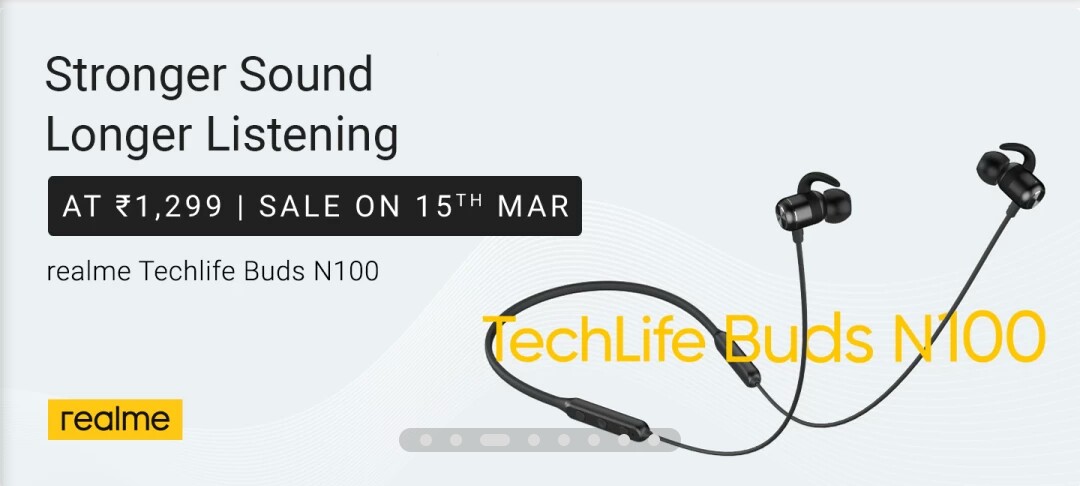 Stronger Sound
Longer Listening
AT ₹1,299 | SALE ON 15TH MAR
realme Techlife Buds N100
TechLife Buds N100
realme